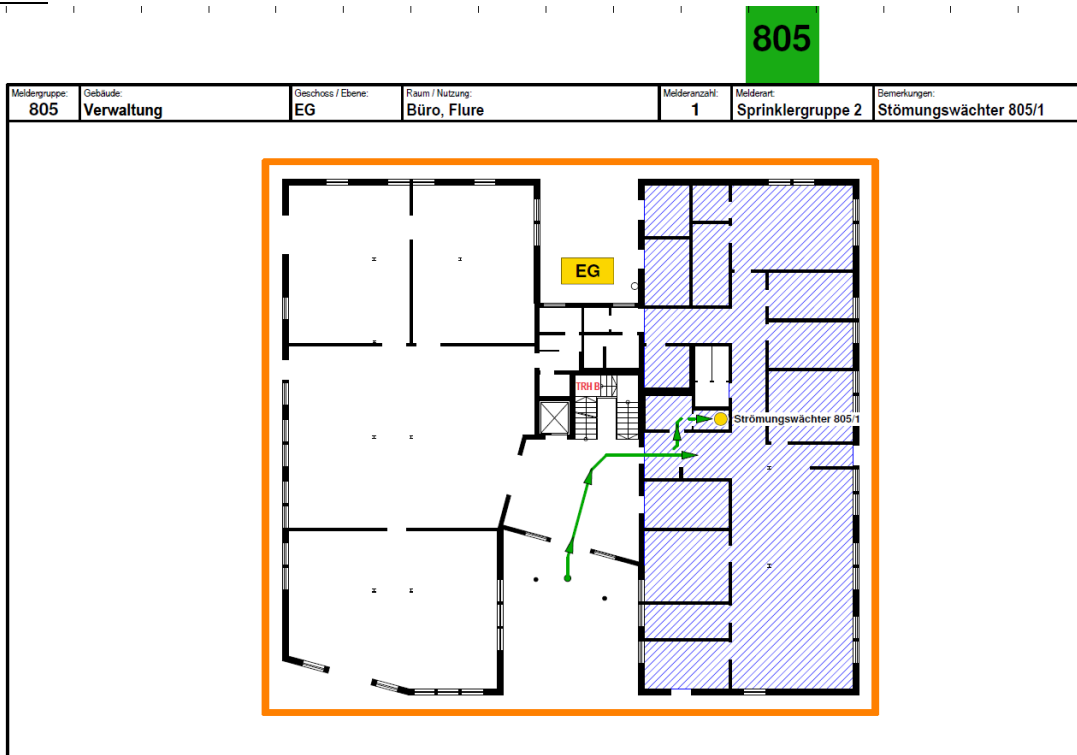 805
Meldergruppe: Gebäude: Geschoss / Ebene: Raum / Nutzung: Melderanzahl: Melderart: Bemerkungen:
805 Verwaltung EG Büro, Flure 1 Sprinklergruppe 2 Stömungswächter 805/1
EG
TRH B
Strömungswächter 805/1